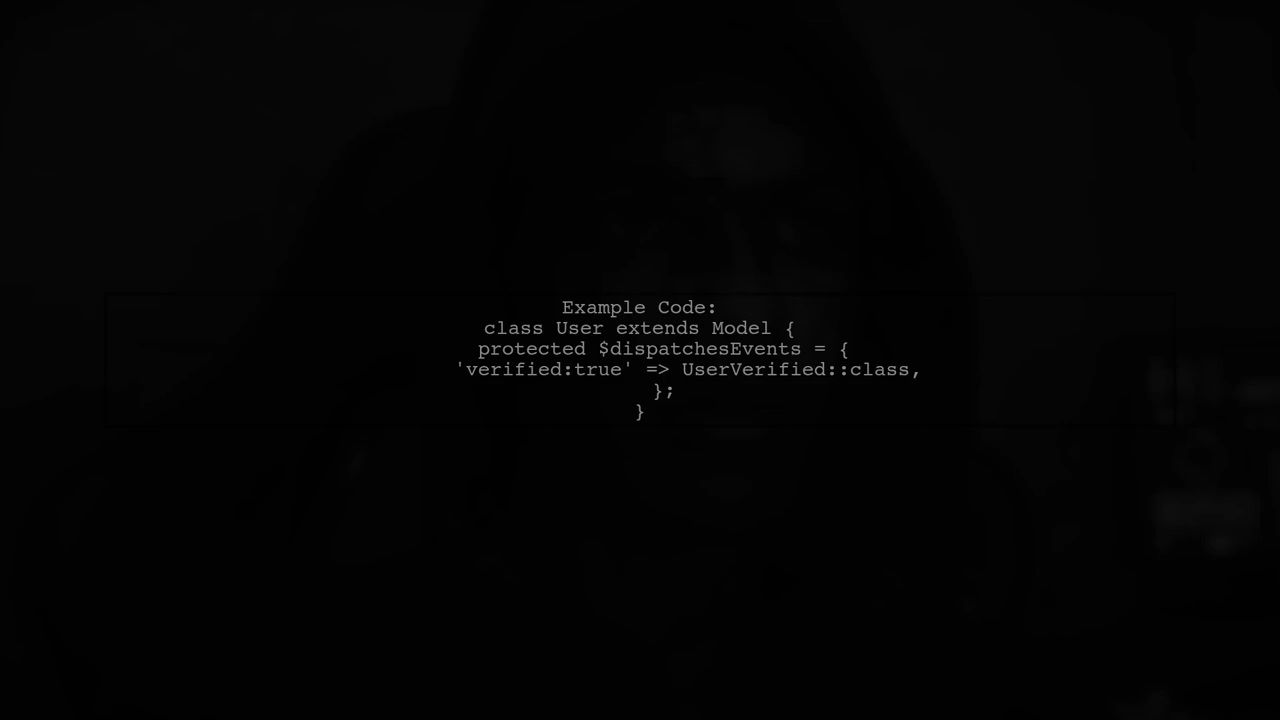 Example Code:
class User extends Model {
protected $dispatchesEvents = {
'verified:true' => UserVerified::class,
};
}